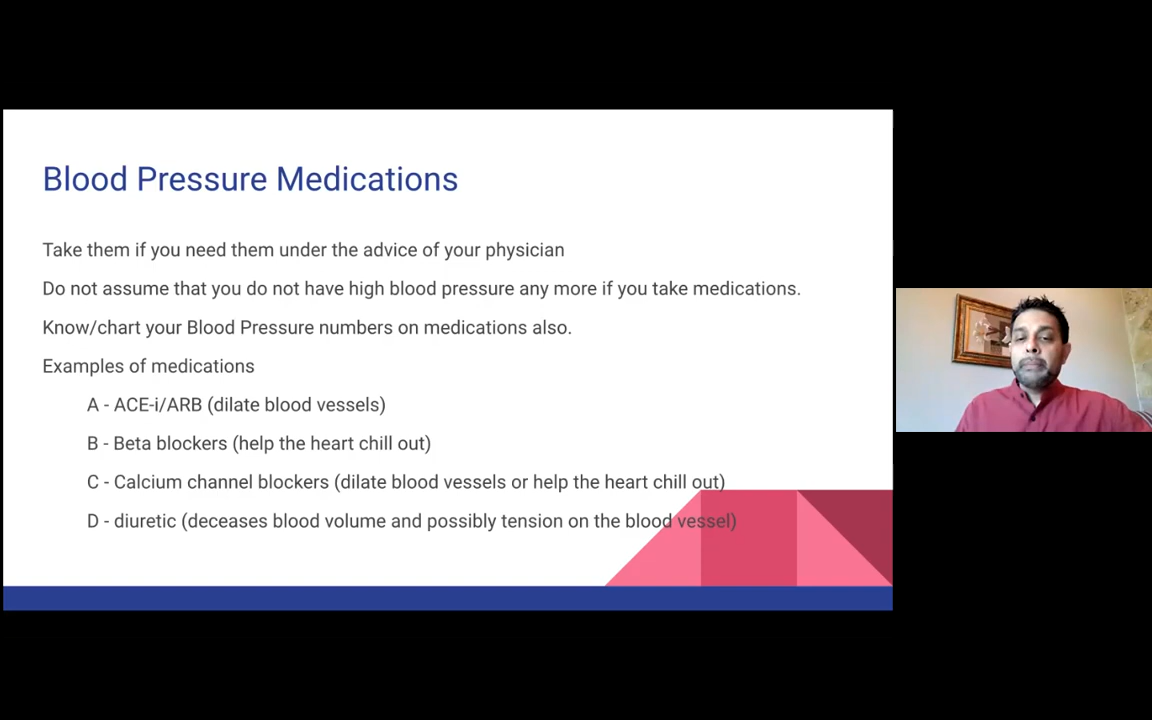 Blood Pressure Medications
Take them if you need them under the advice of your physician
Do not assume that you do not have high blood pressure any more if you take medications.
Know/chart your Blood Pressure numbers on medications also.
Examples of medications
A - ACE-i/ARB (dilate blood vessels)
B - Beta blockers (help the heart chill out)
C - Calcium channel blockers (dilate blood vessels or help the heart chill out)
D - diuretic (deceases blood volume and possibly tension on the blood vessel)